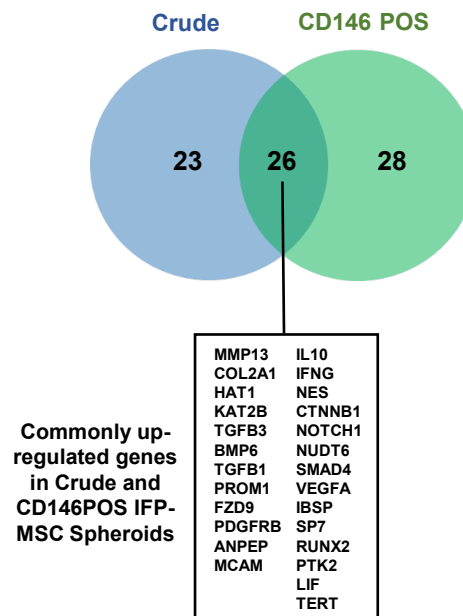 Crude
CD146 POS
23
26
28
MMP13
COL2A1
HAT1
KAT2B
TGFB3
BMP6
TGFB1
PROM1
FZD9
PDGFRB
ANPEP
MCAM
IL10
IFNG
NES
CTNNB1
NOTCH1
NUDT6
SMAD4
VEGFA
IBSP
SP7
RUNX2
PTK2
LIF
TERT
Commonly up-
regulated genes
in Crude and
CD146POS IFP-
MSC Spheroids